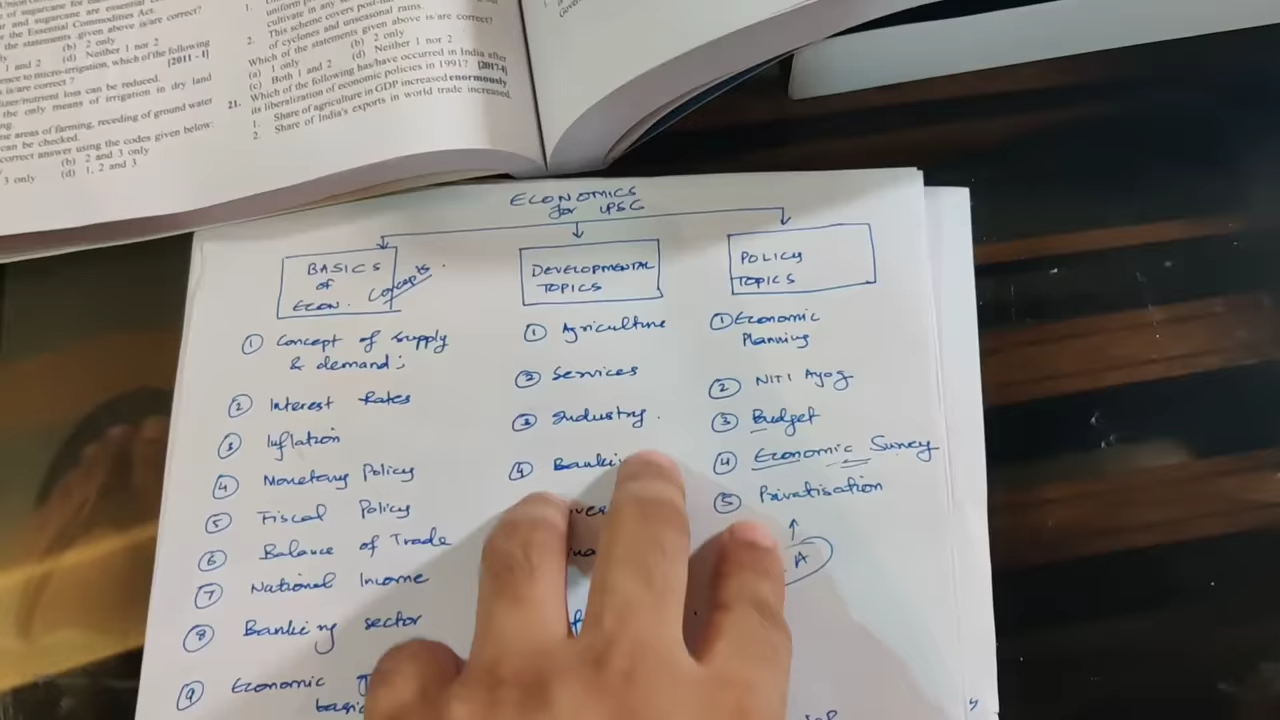 of sugarcane for
and sugarcane are essential
the Essential Commodities Act.
the statements given above is/are correct?
(b) 2 only
1 and 2 (d) Neither 1 nor 2
[2011 - I]
to micro-irrigation, which of the following
is/are correct ?
loss can be reduced.
the only means of irrigation in dry land
areas of farming, receding of ground water
can be checked.
correct answer using the codes given below:
(b) 2 and 3 only
3 only (d) 1, 2 and 3
1. uniform
cultivate in any
2. This scheme covers
of cyclones and unseasonal rains.
Which of the statements given above is/are correct?
(a) 1 only (b) 2 only
(c) Both 1 and 2 (d) Neither 1 nor 2
21. Which of the following has/have occurred in India after
its liberalization of economic policies in 1991?
1. Share of agriculture in GDP increased enormously
2. Share of India's exports in world trade increased.
ECONOMICS
for UPSC
BASICS
of
ECON. Concepts.
① Concept of supply
& demand;
② Interest Rates
③ Inflation
④ Monetary Policy
⑤ Fiscal Policy
⑥ Balance of Trade
⑦ National Income
⑧ Banking sector
⑨ Economic
DEVELOPMENTAL
TOPICS
① Agriculture
② Services
③ Industry.
④
POLICY
TOPICS
① Economic
Planning
② NITI Ayog
③ Budget
④ Economic Survey
⑤ Privatisation